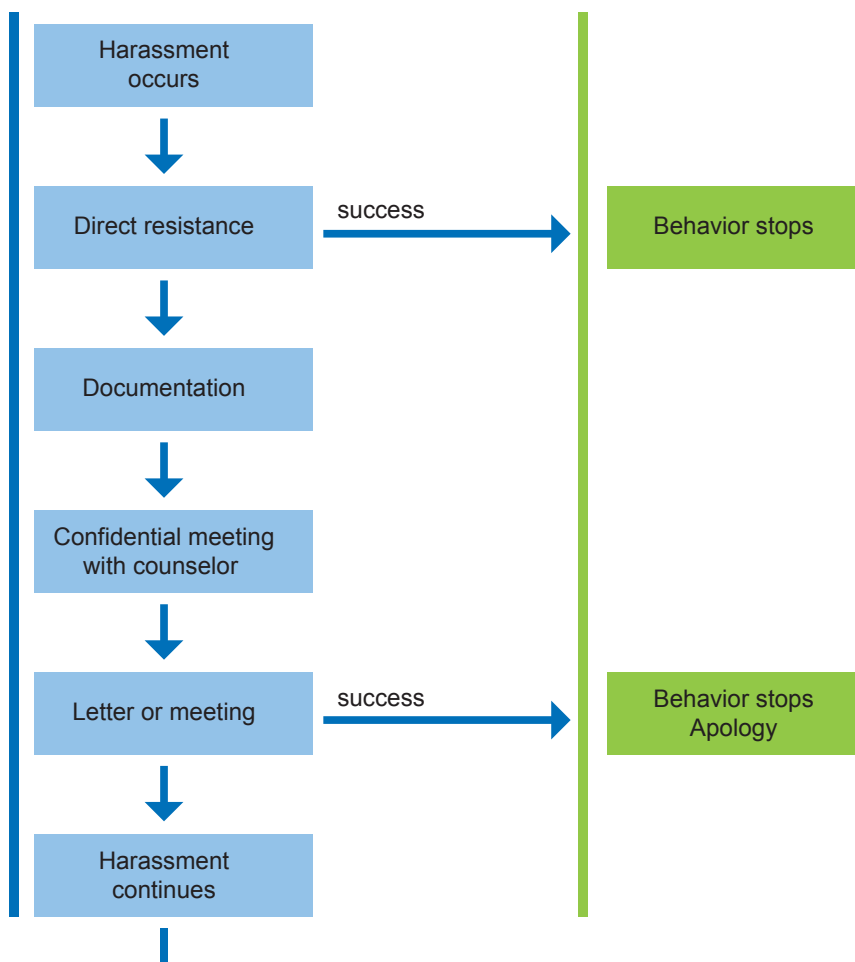 Harassment
occurs
Direct resistance
success
Behavior stops
Documentation
Confidential meeting
with counselor
Letter or meeting
success
Behavior stops
Apology
Harassment
continues